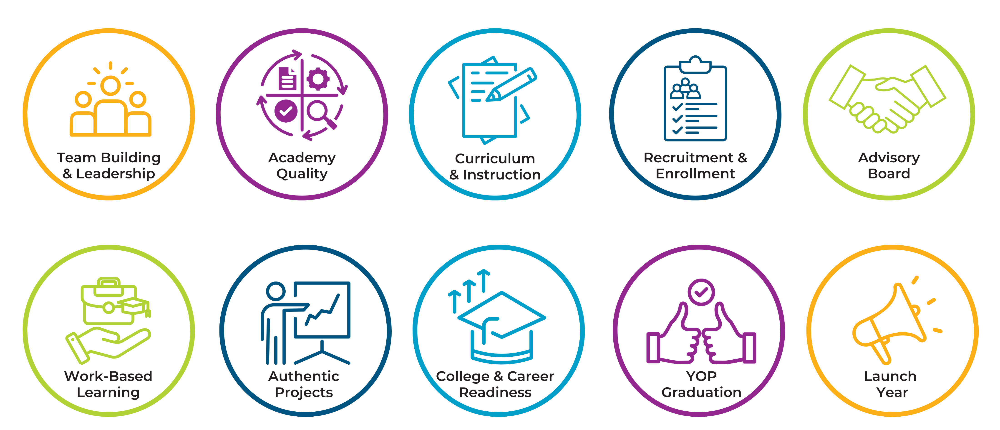 Team Building
& Leadership
Academy
Quality
Curriculum
& Instruction
Recruitment &
Enrollment
Advisory
Board
Work-Based
Learning
Authentic
Projects
College & Career
Readiness
YOP
Graduation
Launch
Year